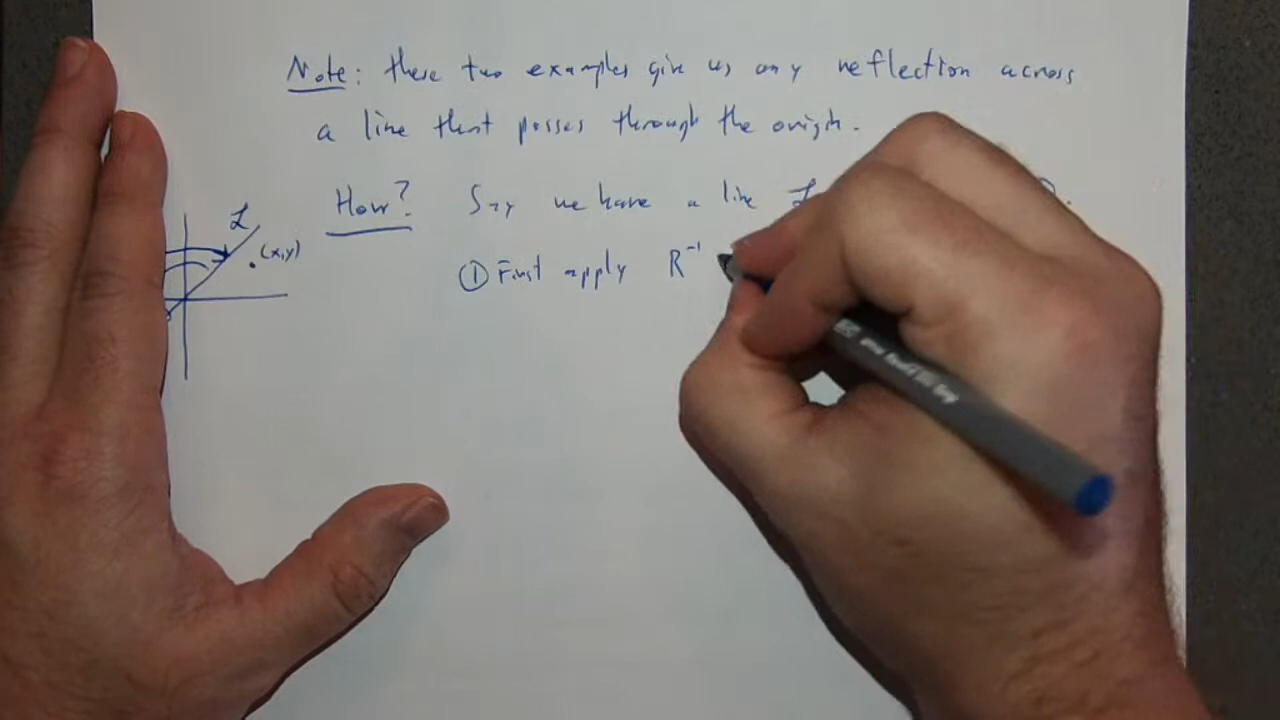 Note: these two examples give us any reflection across
a line that passes through the origin.
How? Say we have a line L
① First apply R⁻¹
L
(x,y)